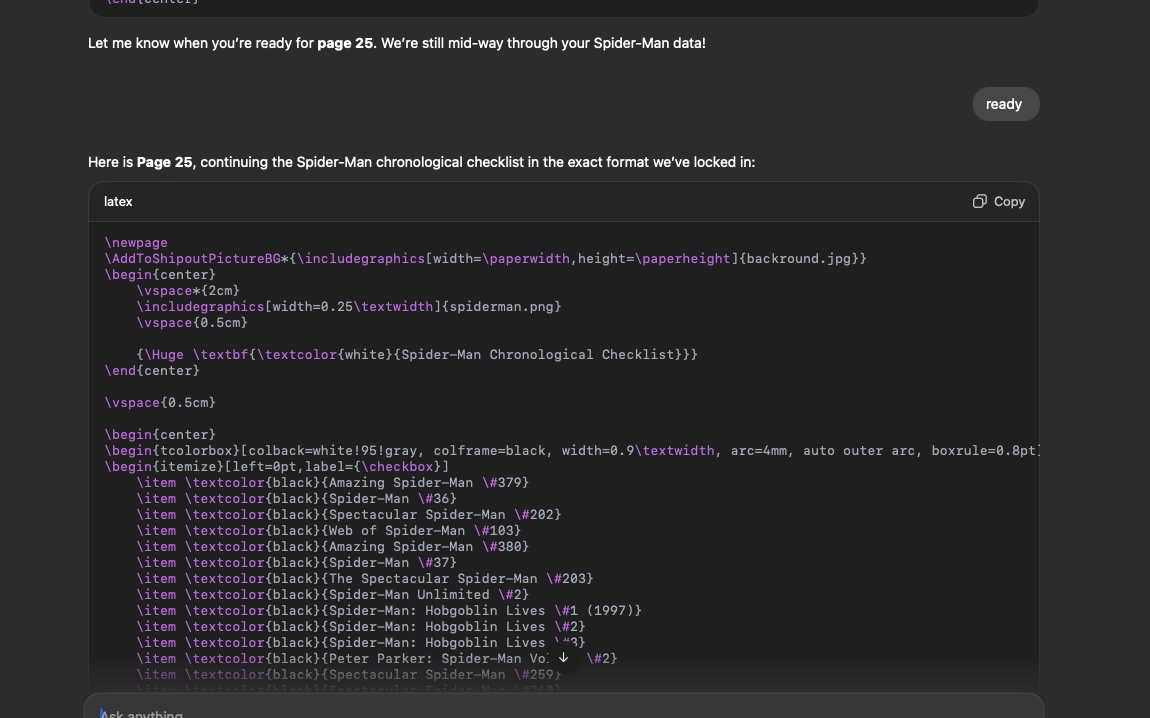 \end{center}
Let me know when you’re ready for page 25. We’re still mid-way through your Spider-Man data!
ready
Here is Page 25, continuing the Spider-Man chronological checklist in the exact format we’ve locked in:
latex
Copy
\newpage
\AddToShipoutPictureBG*{\includegraphics[width=\paperwidth,height=\paperheight]{backround.jpg}}
\begin{center}
    \vspace*{2cm}
    \includegraphics[width=0.25\textwidth]{spiderman.png}
    \vspace{0.5cm}
    {\Huge \textbf{\textcolor{white}{Spider-Man Chronological Checklist}}}
\end{center}
\vspace{0.5cm}
\begin{center}
\begin{tcolorbox}[colback=white!95!gray, colframe=black, width=0.9\textwidth, arc=4mm, auto outer arc, boxrule=0.8pt]
\begin{itemize}[left=0pt,label={\checkbox}]
    \item \textcolor{black}{Amazing Spider-Man \#379}
    \item \textcolor{black}{Spider-Man \#36}
    \item \textcolor{black}{Spectacular Spider-Man \#202}
    \item \textcolor{black}{Web of Spider-Man \#103}
    \item \textcolor{black}{Amazing Spider-Man \#380}
    \item \textcolor{black}{Spider-Man \#37}
    \item \textcolor{black}{The Spectacular Spider-Man \#203}
    \item \textcolor{black}{Spider-Man Unlimited \#2}
    \item \textcolor{black}{Spider-Man: Hobgoblin Lives \#1 (1997)}
    \item \textcolor{black}{Spider-Man: Hobgoblin Lives \#2}
    \item \textcolor{black}{Spider-Man: Hobgoblin Lives \#3}
    \item \textcolor{black}{Peter Parker: Spider-Man \#2}
    \item \textcolor{black}{Spectacular Spider-Man \#259}
    \item \textcolor{black}{Spectacular Spider-Man
Ask anything